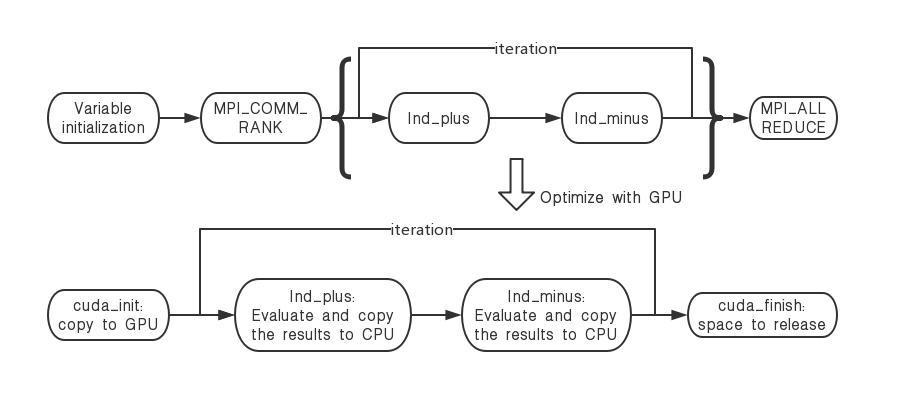 iteration
Variable
initialization
MPI_COMM_
RANK
Ind_plus
Ind_minus
MPI_ALL
REDUCE
Optimize with GPU
iteration
cuda_init:
copy to GPU
Ind_plus:
Evaluate and copy
the results to CPU
Ind_minus:
Evaluate and copy
the results to CPU
cuda_finish:
space to release